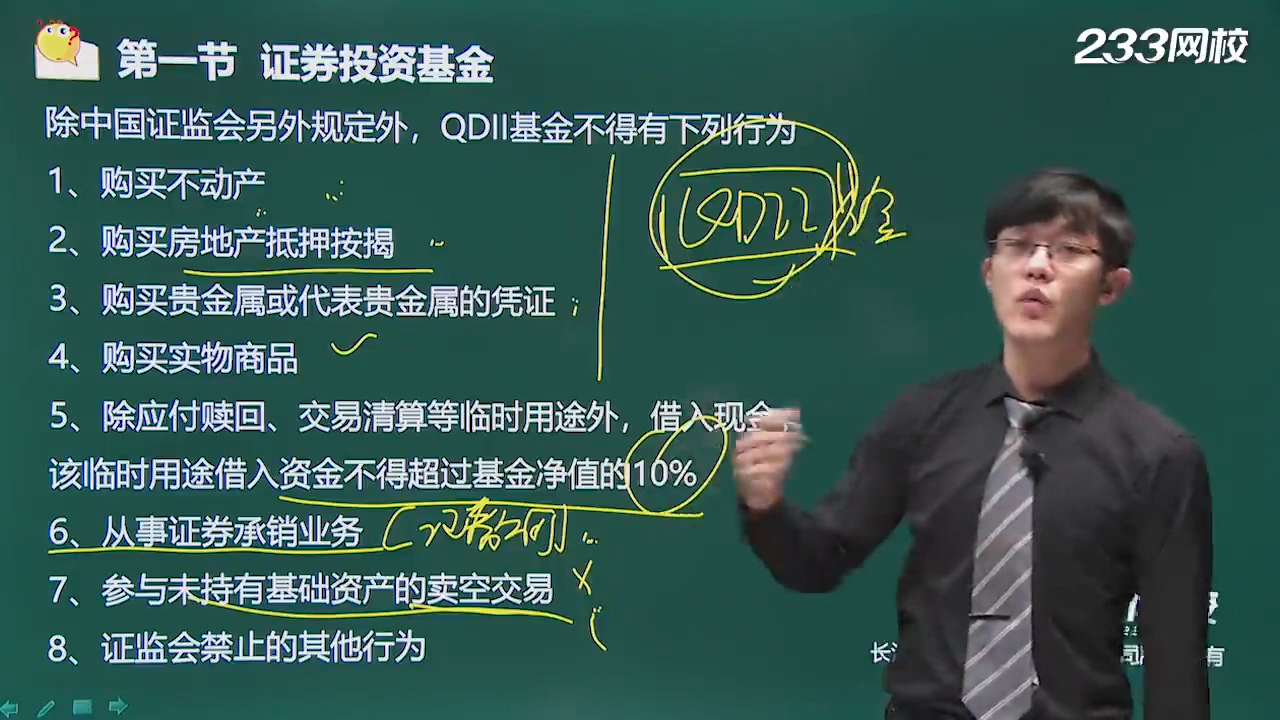 233网校
第一节 证券投资基金
除中国证监会另外规定外，QDII基金不得有下列行为
1、购买不动产
2、购买房地产抵押按揭
3、购买贵金属或代表贵金属的凭证
4、购买实物商品
5、除应付赎回、交易清算等临时用途外，借入现金，
该临时用途借入资金不得超过基金净值的10%
6、从事证券承销业务
7、参与未持有基础资产的卖空交易
8、证监会禁止的其他行为
QDII